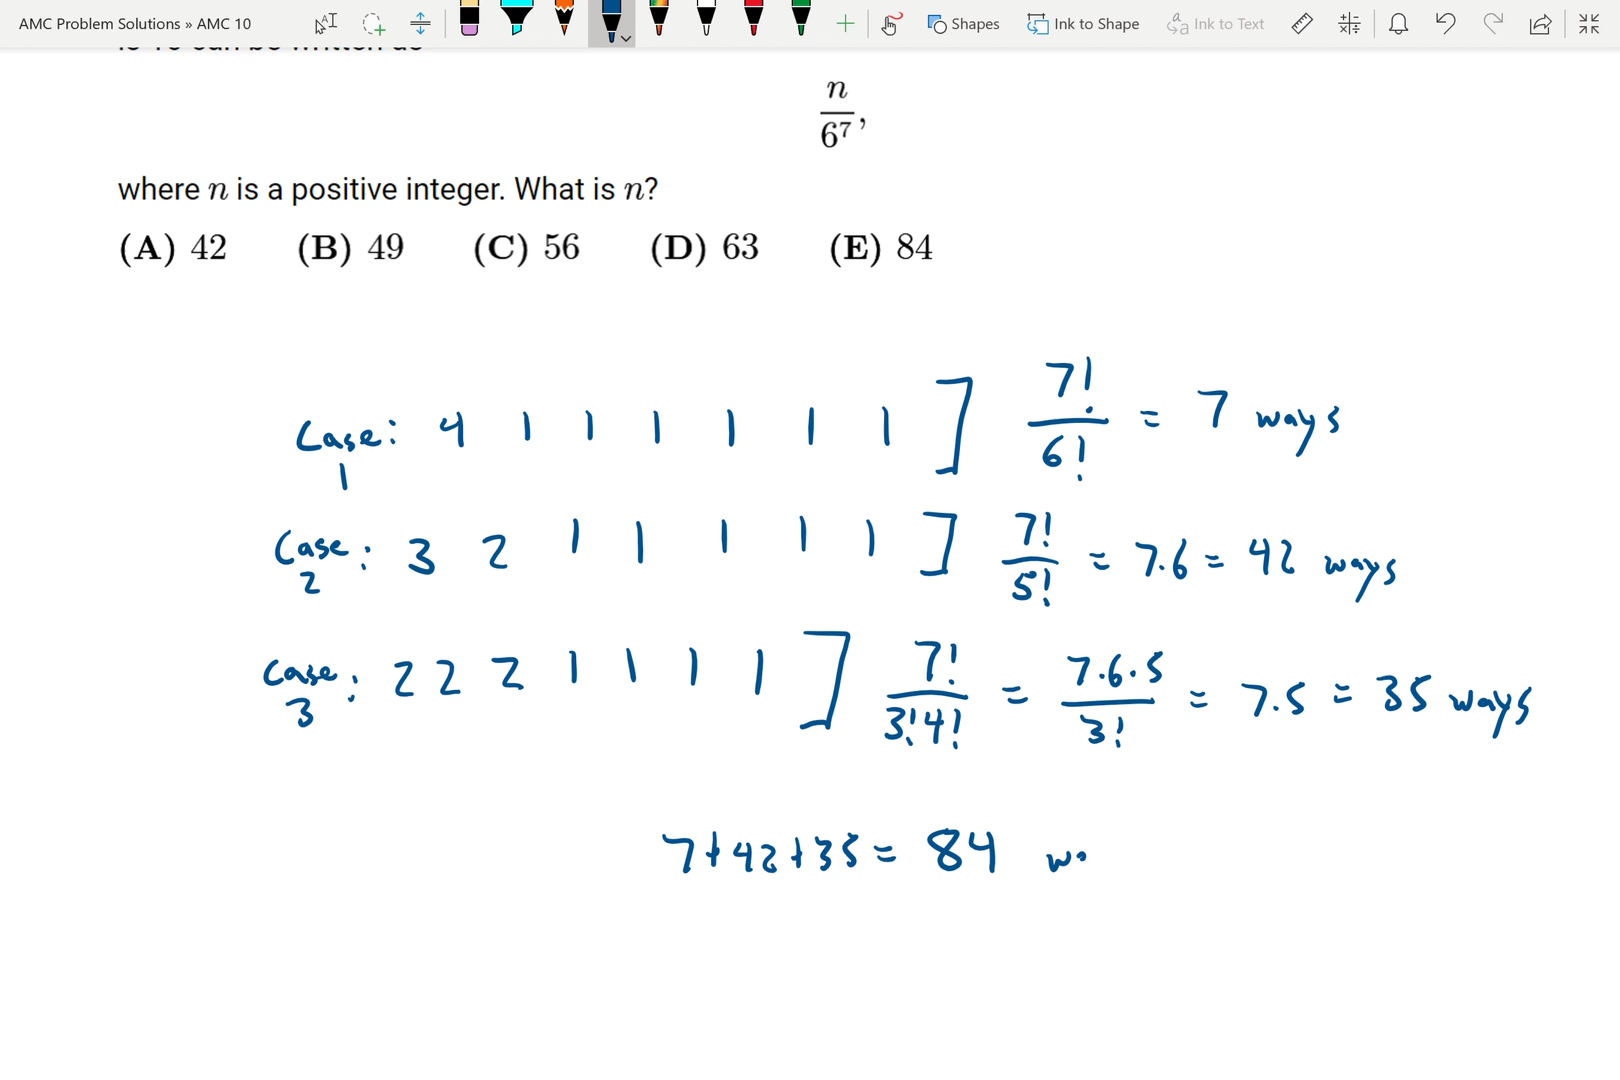 AMC Problem Solutions » AMC 10 Shapes Ink to Shape Ink to Text
n
6⁷ ,
where n is a positive integer. What is n?
(A) 42 (B) 49 (C) 56 (D) 63 (E) 84
Case 1: 4 1 1 1 1 1 1 ] 7!/6! = 7 ways
Case 2: 3 2 1 1 1 1 1 ] 7!/5! = 7·6 = 42 ways
Case 3: 2 2 2 1 1 1 1 ] 7!/3!4! = 7·6·5/3! = 7·5 = 35 ways
7+42+35 = 84